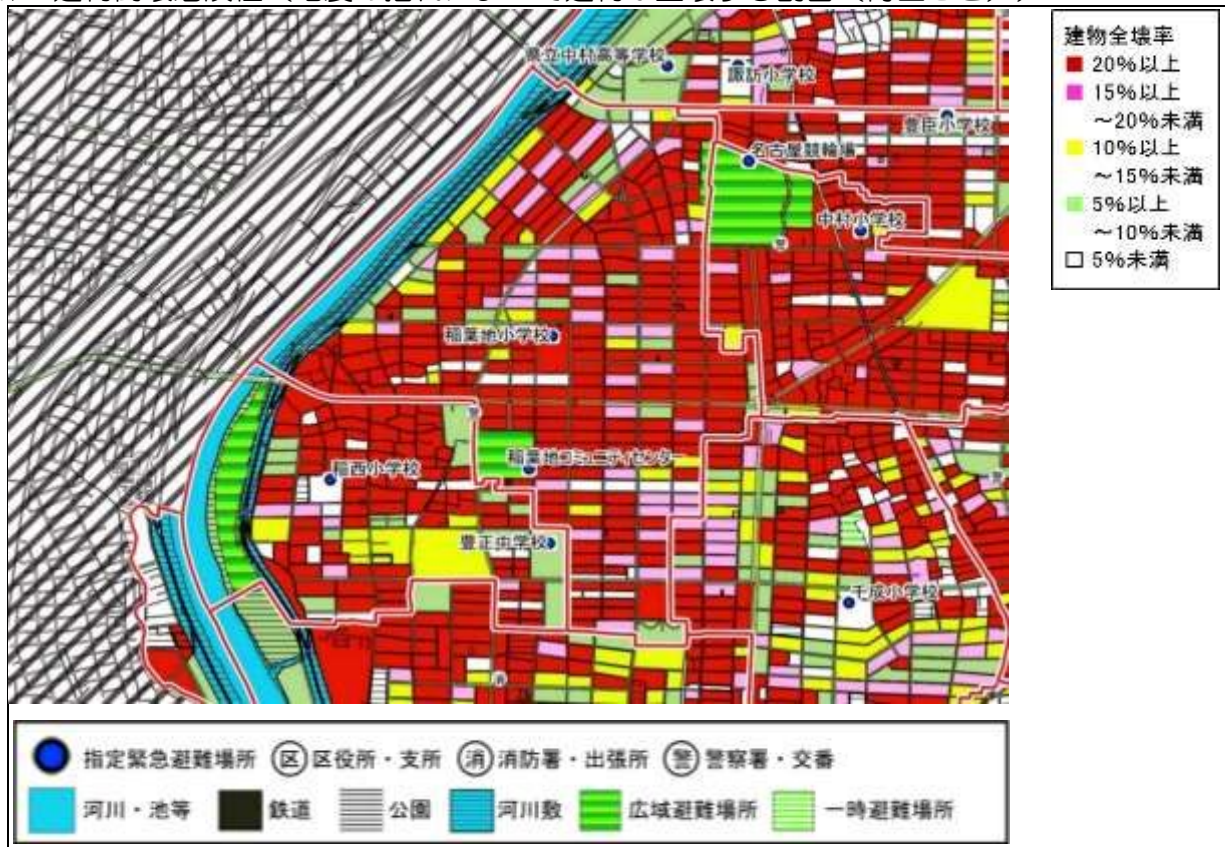 建物全壊率
20%以上
15%以上
～20%未満
10%以上
～15%未満
5%以上
～10%未満
5%未満
県立中村高等学校
諏訪小学校
豊臣小学校
名古屋競輪場
中村小学校
稲葉地小学校
稲葉地コミュニティセンター
稲西小学校
豊正中学校
千成小学校
指定緊急避難場所 区 区役所・支所 消 消防署・出張所 警 警察署・交番
河川・池等 鉄道 公園 河川敷 広域避難場所 一時避難場所